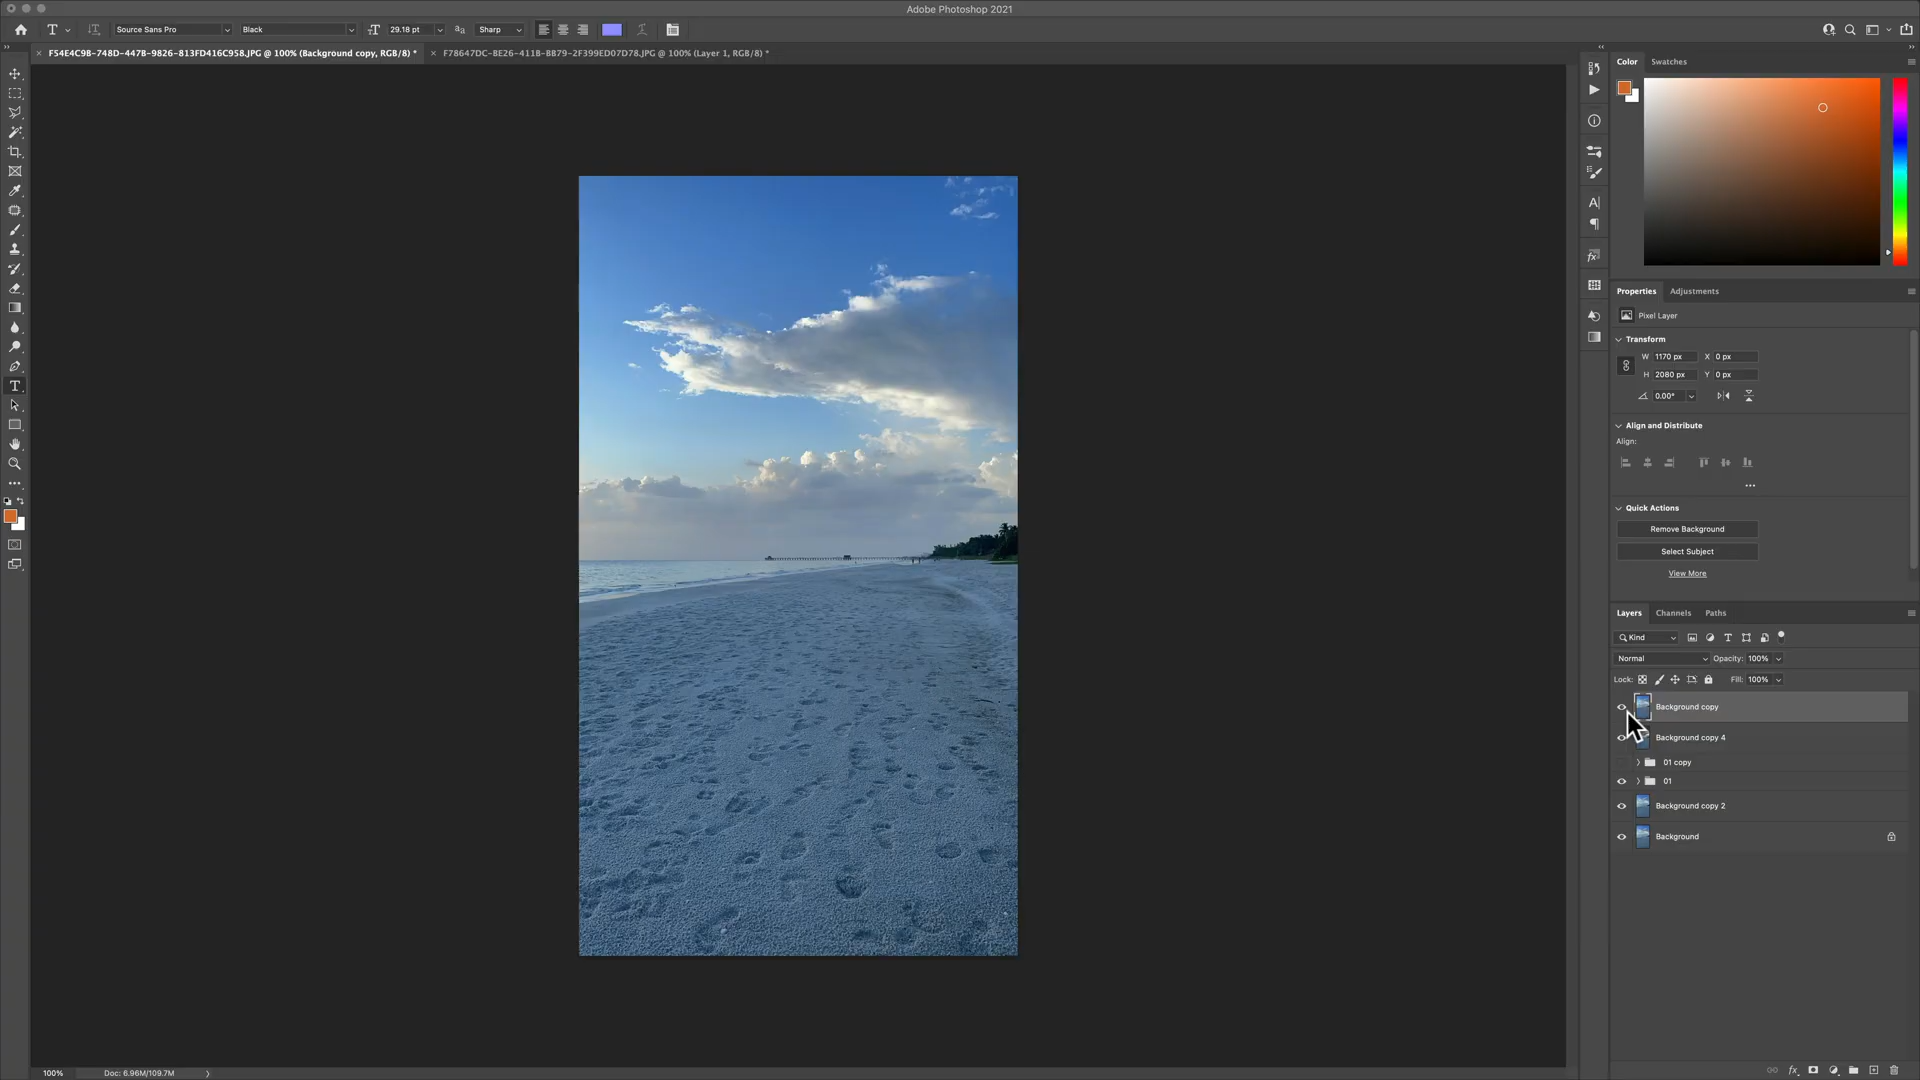 Adobe Photoshop 2021
Source Sans Pro Black 29.18 pt Sharp
F54E4C9B-748D-447B-9826-813FD416C958.JPG @ 100% (Background copy, RGB/8) *
F78647DC-BE26-411B-BB79-2F399ED07D78.JPG @ 100% (Layer 1, RGB/8) *
Color Swatches
Properties Adjustments
Pixel Layer
Transform
W 1170 px X 0 px
H 2080 px Y 0 px
0.00°
Align and Distribute
Align:
Quick Actions
Remove Background
Select Subject
View More
Layers Channels Paths
Kind
Normal Opacity: 100%
Lock: Fill: 100%
Background copy
Background copy 4
01 copy
01
Background copy 2
Background
100% Doc: 6.96M/109.7M